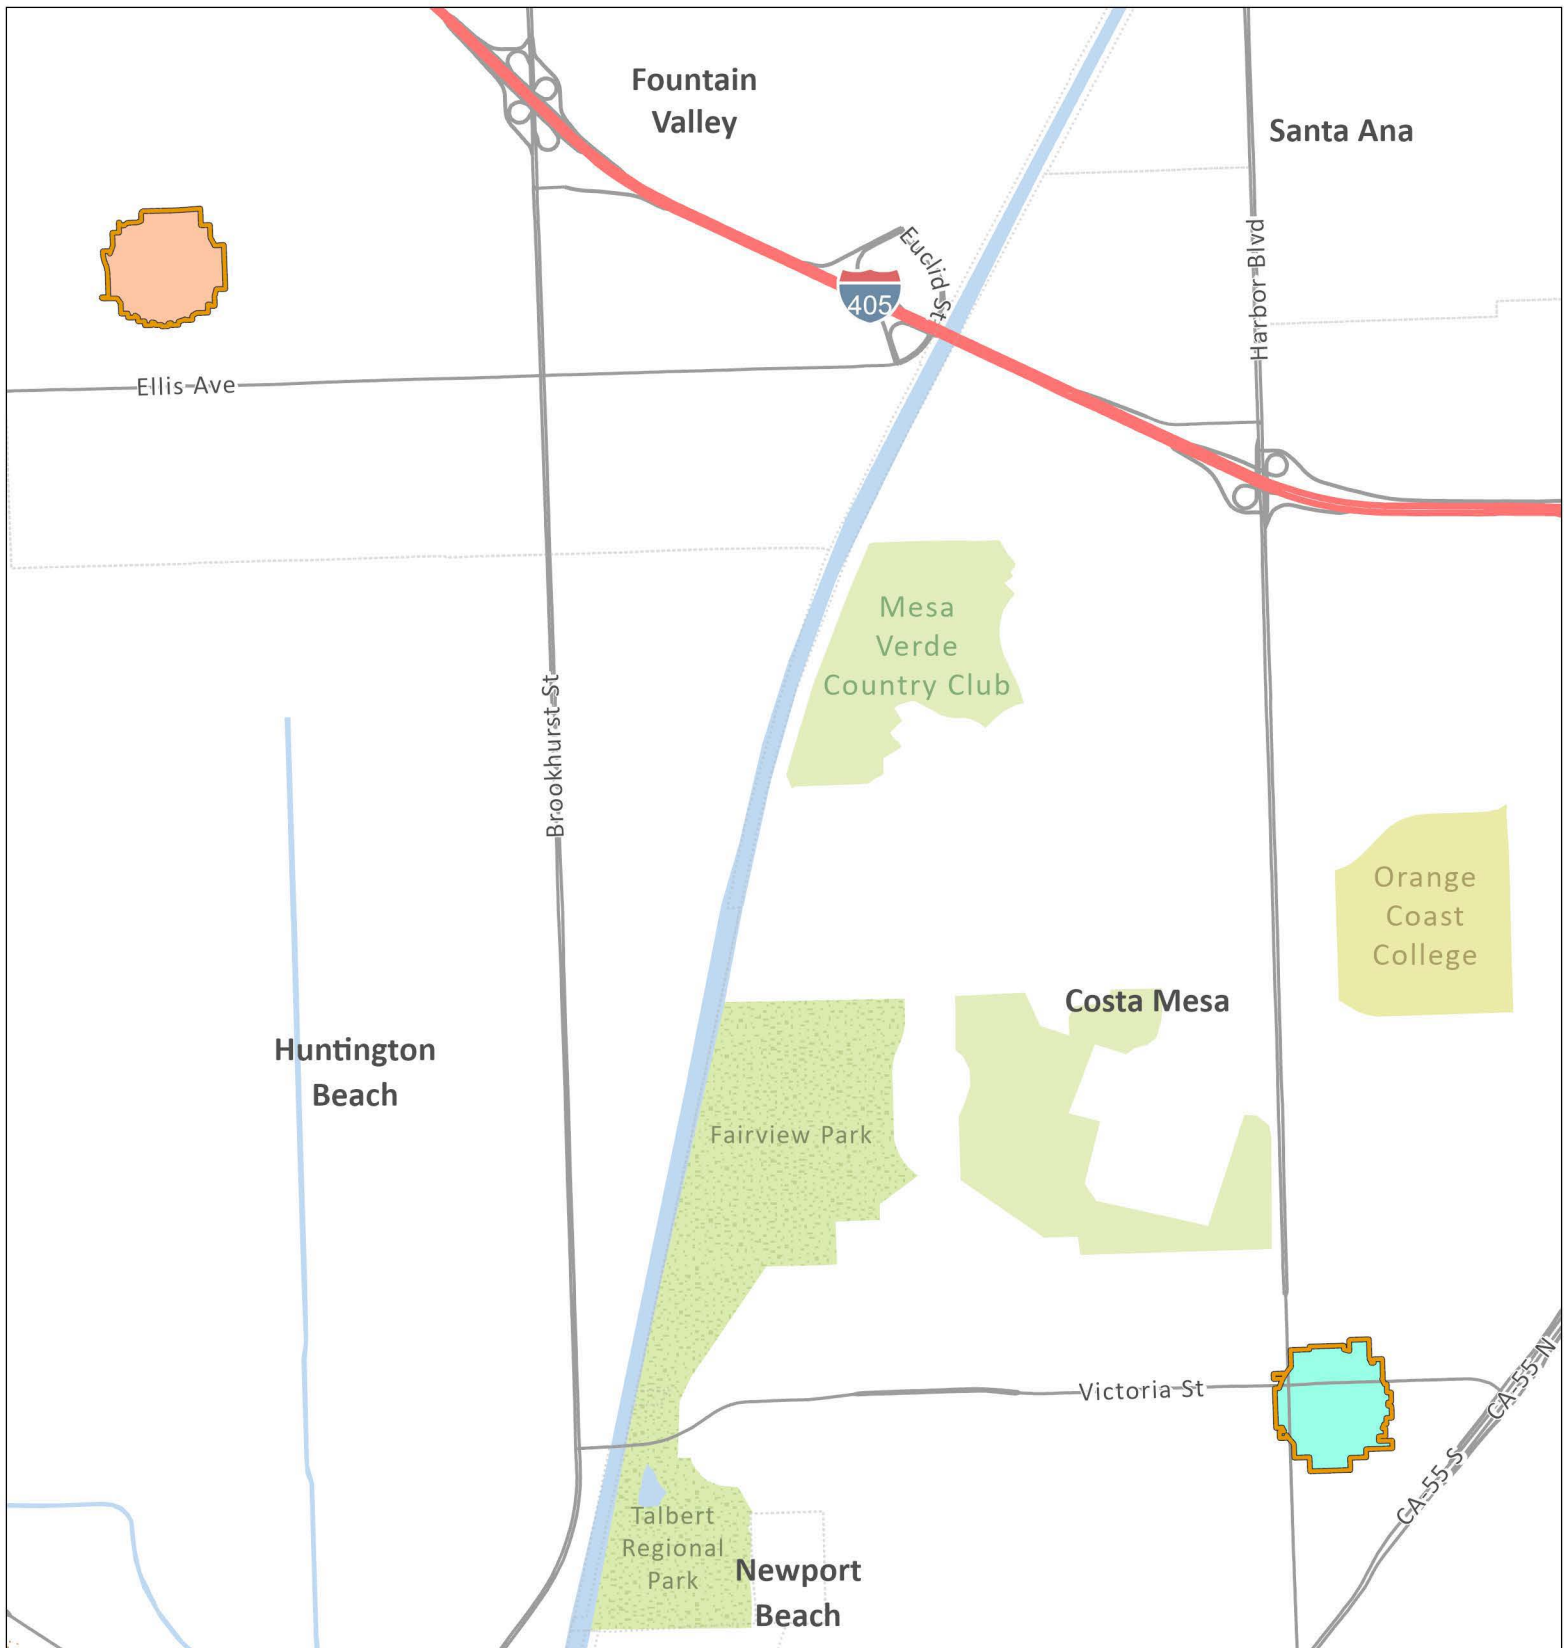 Fountain
Valley
Santa Ana
Euclid St
Harbor Blvd
405
Ellis Ave
Mesa
Verde
Country Club
Brookhurst St
Orange
Coast
College
Costa Mesa
Huntington
Beach
Fairview Park
CA-55 N
Victoria St
CA-55 S
Talbert
Regional
Park
Newport
Beach